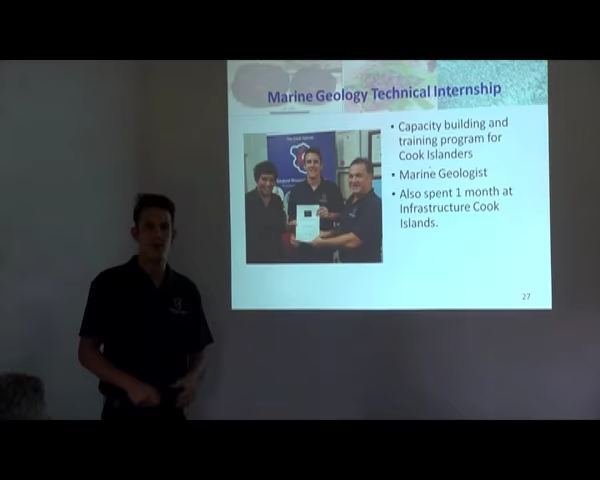 Marine Geology Technical Internship
• Capacity building and
training program for
Cook Islanders
• Marine Geologist
• Also spent 1 month at
Infrastructure Cook
Islands.
27